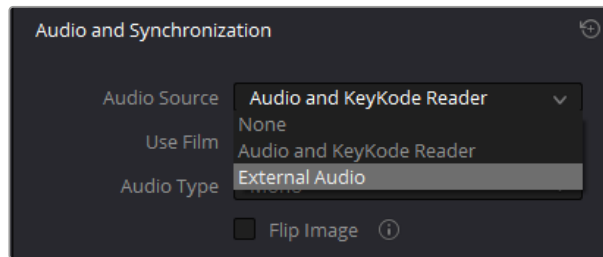 Audio and Synchronization
Audio Source Audio and KeyKode Reader
None
Use Film
Audio and KeyKode Reader
External Audio
Audio Type
Flip Image